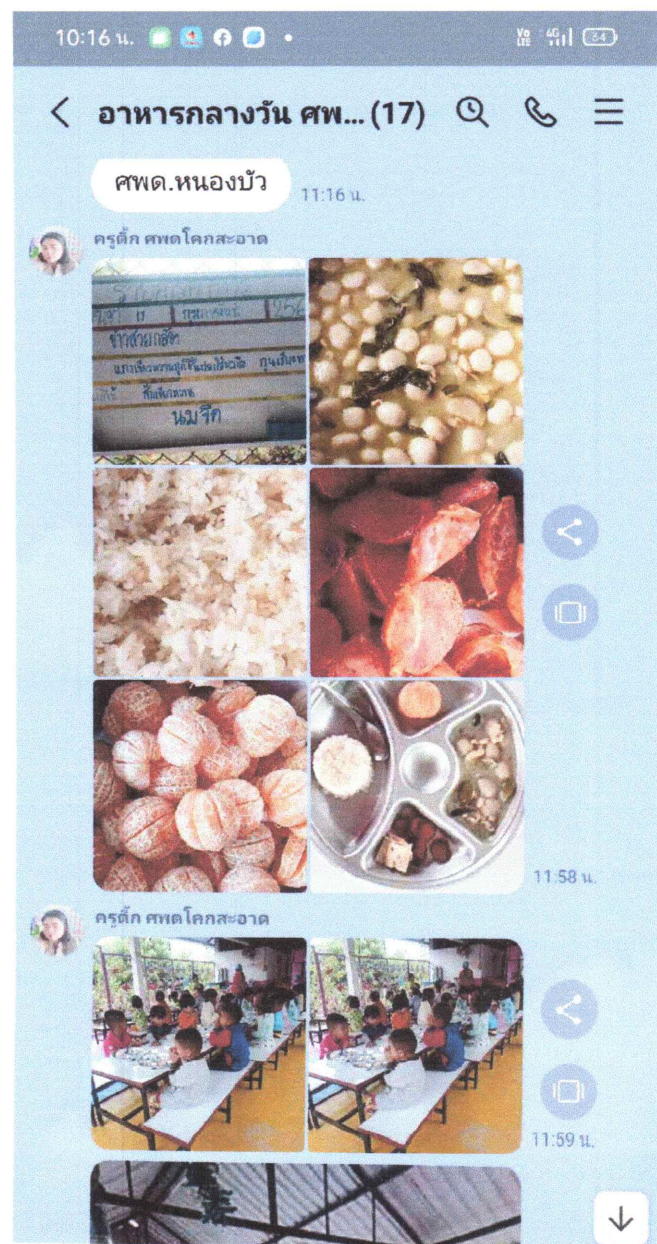 10:16 น.
Vo LTE 4G 34
อาหารกลางวัน ศพ... (17)
ศพด.หนองบัว
11:16 น.
ครูติ้ก ศพดโคกสะอาด
ข้าวสวยกล้อง
นมจืด
11:58 น.
ครูติ้ก ศพดโคกสะอาด
11:59 น.